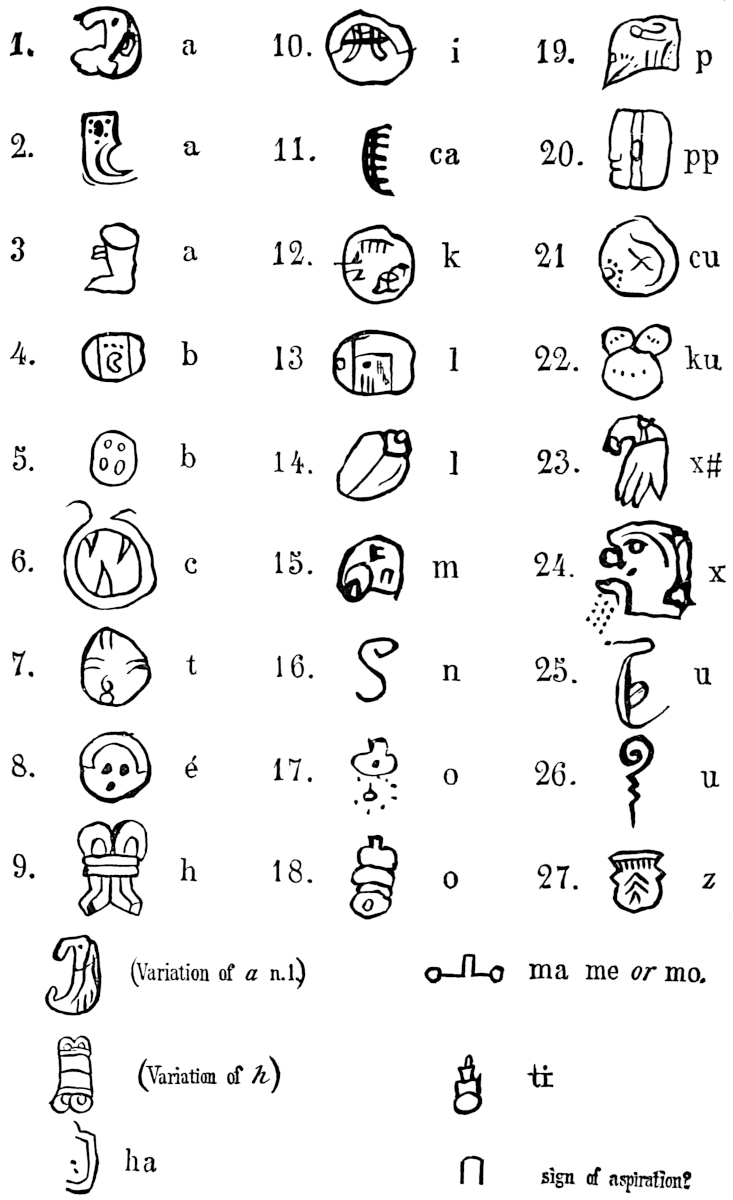 1. a 10. i 19. p
2. a 11. ca 20. pp
3 a 12. k 21 cu
4. b 13 l 22. ku
5. b 14. l 23. x#
6. c 15. m 24. x
7. t 16. n 25. u
8. é 17. o 26. u
9. h 18. o 27. z
(Variation of a n.1.) ma me or mo.
(Variation of h) ti
ha sign of aspiration?